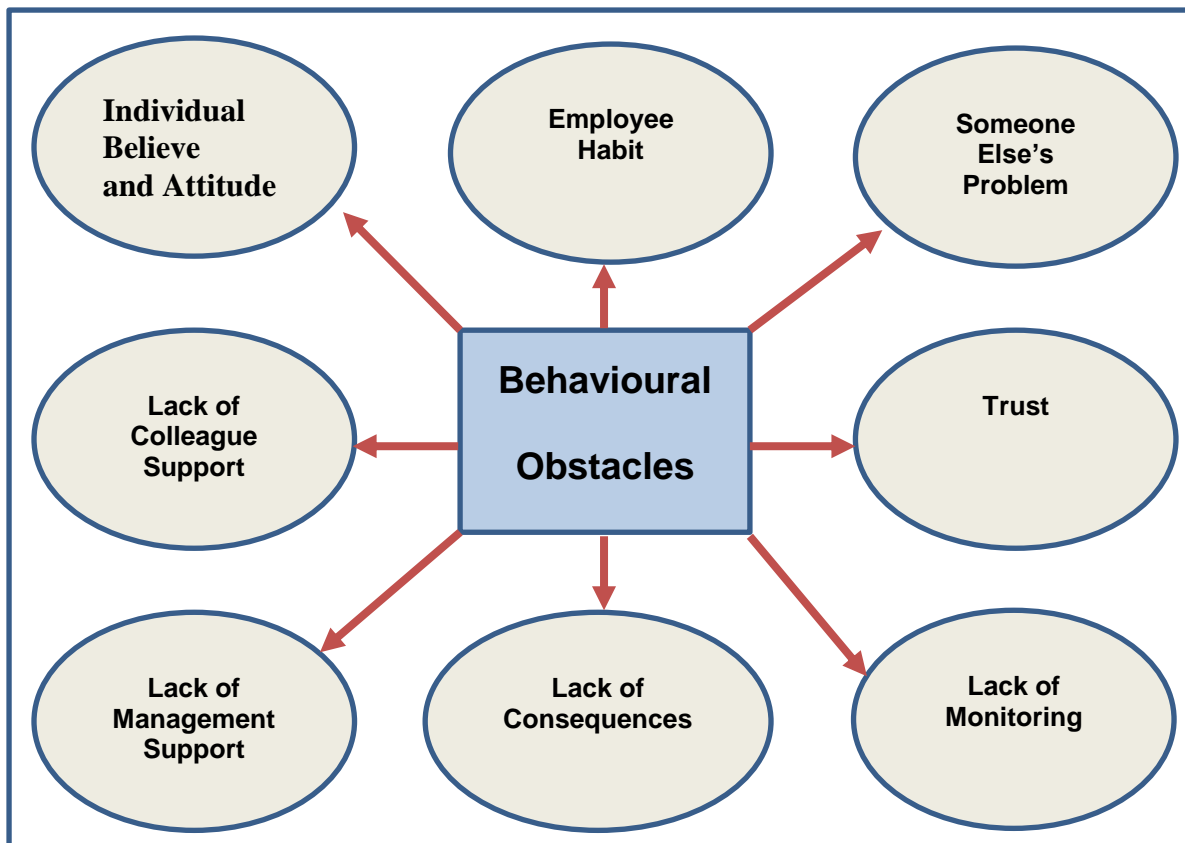 Individual
Believe
and Attitude
Employee
Habit
Someone
Else’s
Problem
Lack of
Colleague
Support
Behavioural
Obstacles
Trust
Lack of
Management
Support
Lack of
Consequences
Lack of
Monitoring